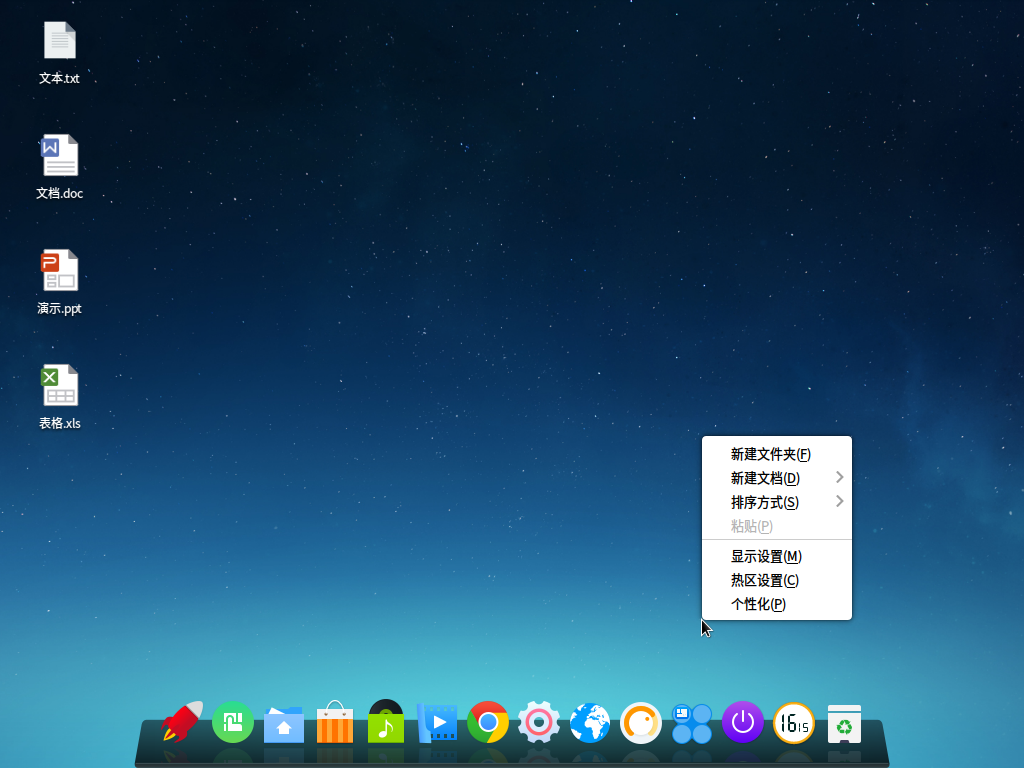 文本.txt
文档.doc
演示.ppt
表格.xls
新建文件夹(F)
新建文档(D)
排序方式(S)
粘贴(P)
显示设置(M)
热区设置(C)
个性化(P)
1615